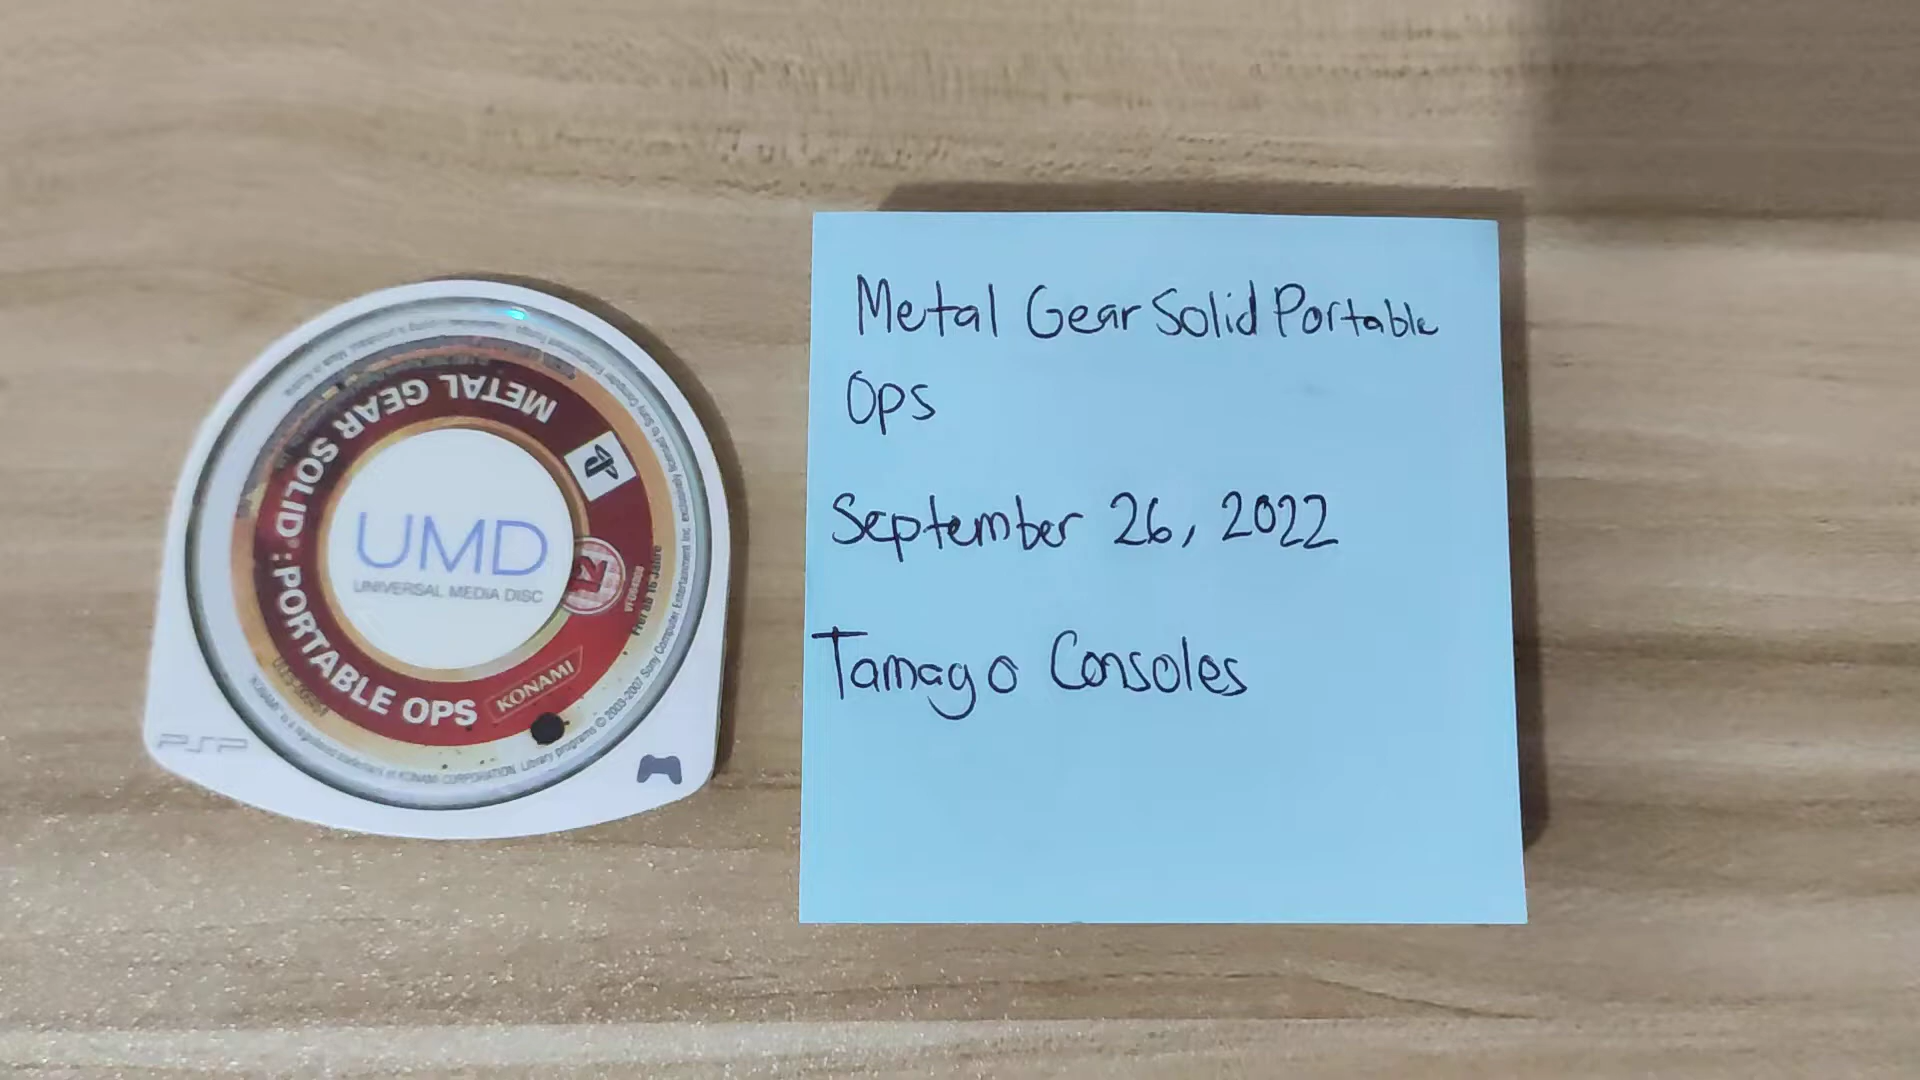 METAL GEAR SOLID : PORTABLE OPS
UMD
UNIVERSAL MEDIA DISC
12
KONAMI
PSP
Metal Gear Solid Portable
Ops
September 26, 2022
Tamago Consoles